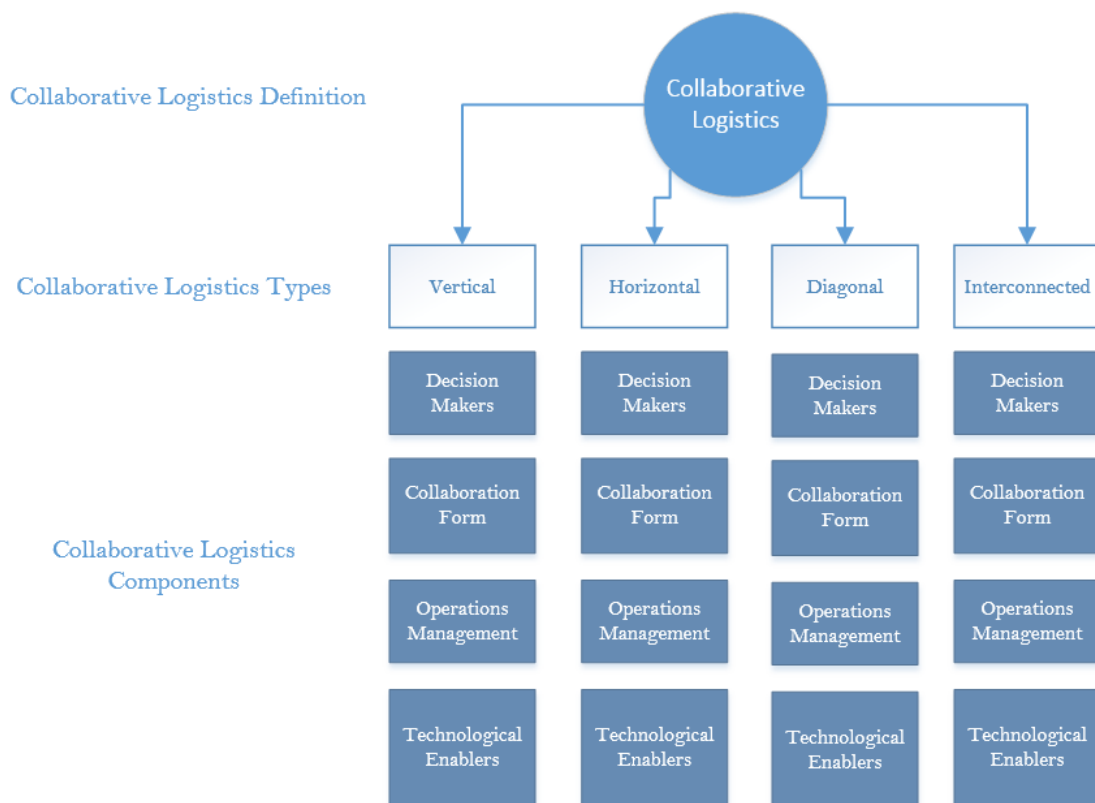 Collaborative Logistics Definition
Collaborative
Logistics
Collaborative Logistics Types
Vertical
Horizontal
Diagonal
Interconnected
Collaborative Logistics
Components
Decision
Makers
Decision
Makers
Decision
Makers
Decision
Makers
Collaboration
Form
Collaboration
Form
Collaboration
Form
Collaboration
Form
Operations
Management
Operations
Management
Operations
Management
Operations
Management
Technological
Enablers
Technological
Enablers
Technological
Enablers
Technological
Enablers